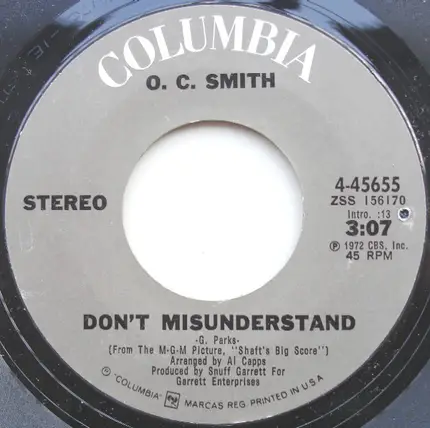 COLUMBIA
O. C. SMITH
STEREO
4-45655
ZSS 156170
Intro. :13
3:07
Ⓟ 1972 CBS, Inc.
45 RPM
DON'T MISUNDERSTAND
-G. Parks-
(From The M-G-M Picture, "Shaft's Big Score")
Arranged by Al Capps
Produced by Snuff Garrett For
Garrett Enterprises
® "COLUMBIA" MARCAS REG. PRINTED IN U.S.A